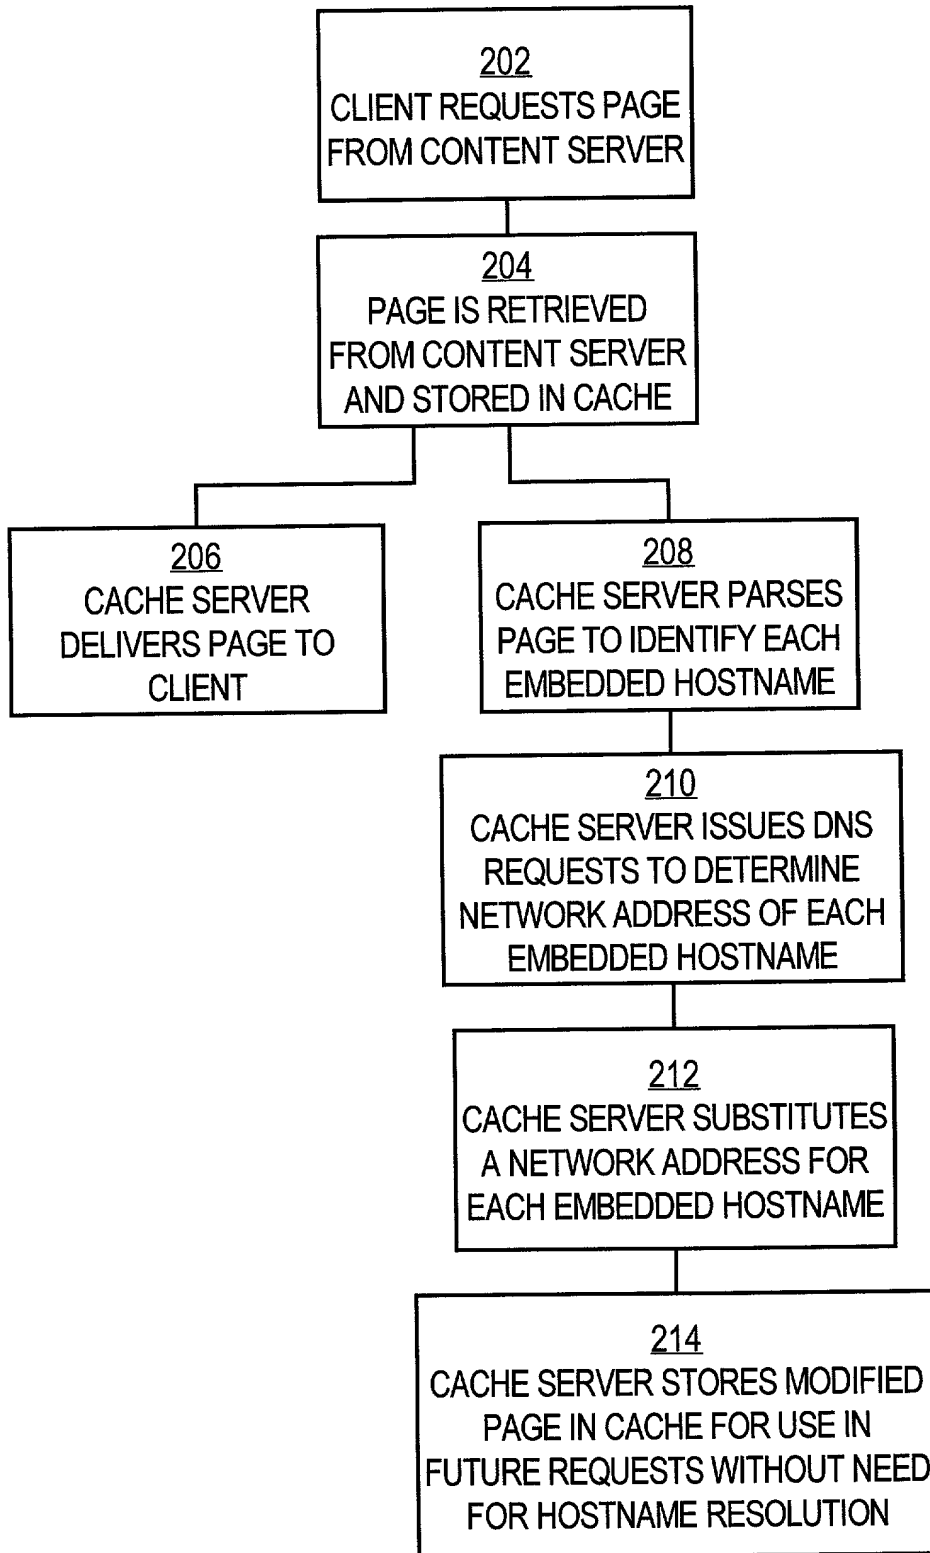 202
CLIENT REQUESTS PAGE
FROM CONTENT SERVER
204
PAGE IS RETRIEVED
FROM CONTENT SERVER
AND STORED IN CACHE
206
CACHE SERVER
DELIVERS PAGE TO
CLIENT
208
CACHE SERVER PARSES
PAGE TO IDENTIFY EACH
EMBEDDED HOSTNAME
210
CACHE SERVER ISSUES DNS
REQUESTS TO DETERMINE
NETWORK ADDRESS OF EACH
EMBEDDED HOSTNAME
212
CACHE SERVER SUBSTITUTES
A NETWORK ADDRESS FOR
EACH EMBEDDED HOSTNAME
214
CACHE SERVER STORES MODIFIED
PAGE IN CACHE FOR USE IN
FUTURE REQUESTS WITHOUT NEED
FOR HOSTNAME RESOLUTION